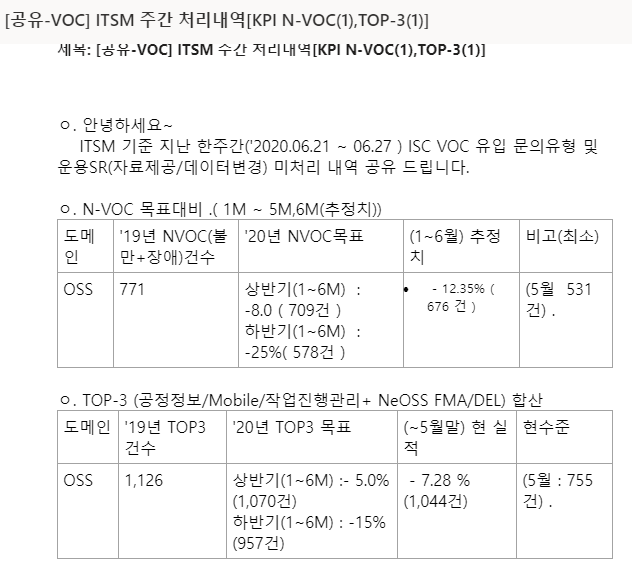 [공유-VOC] ITSM 주간 처리내역[KPI N-VOC(1),TOP-3(1)]
제목: [공유-VOC] ITSM 주간 처리내역[KPI N-VOC(1),TOP-3(1)]
ㅇ. 안녕하세요~
ITSM 기준 지난 한주간('2020.06.21 ~ 06.27 ) ISC VOC 유입 문의유형 및
운용SR(자료제공/데이터변경) 미처리 내역 공유 드립니다.
ㅇ. N-VOC 목표대비 .( 1M ~ 5M,6M(추정치))
도메인 '19년 NVOC(불만+장애)건수 '20년 NVOC목표 (1~6월) 추정치 비고(최소)
OSS 771 상반기(1~6M) : -8.0 ( 709건 ) 하반기(1~6M) : -25%( 578건 ) • - 12.35% ( 676 건 ) (5월 531건) .
ㅇ. TOP-3 (공정정보/Mobile/작업진행관리+ NeOSS FMA/DEL) 합산
도메인 '19년 TOP3 건수 '20년 TOP3 목표 (~5월말) 현 실적 현수준
OSS 1,126 상반기(1~6M) :- 5.0% (1,070건) 하반기(1~6M) : -15% (957건) - 7.28 % (1,044건) (5월 : 755건) .